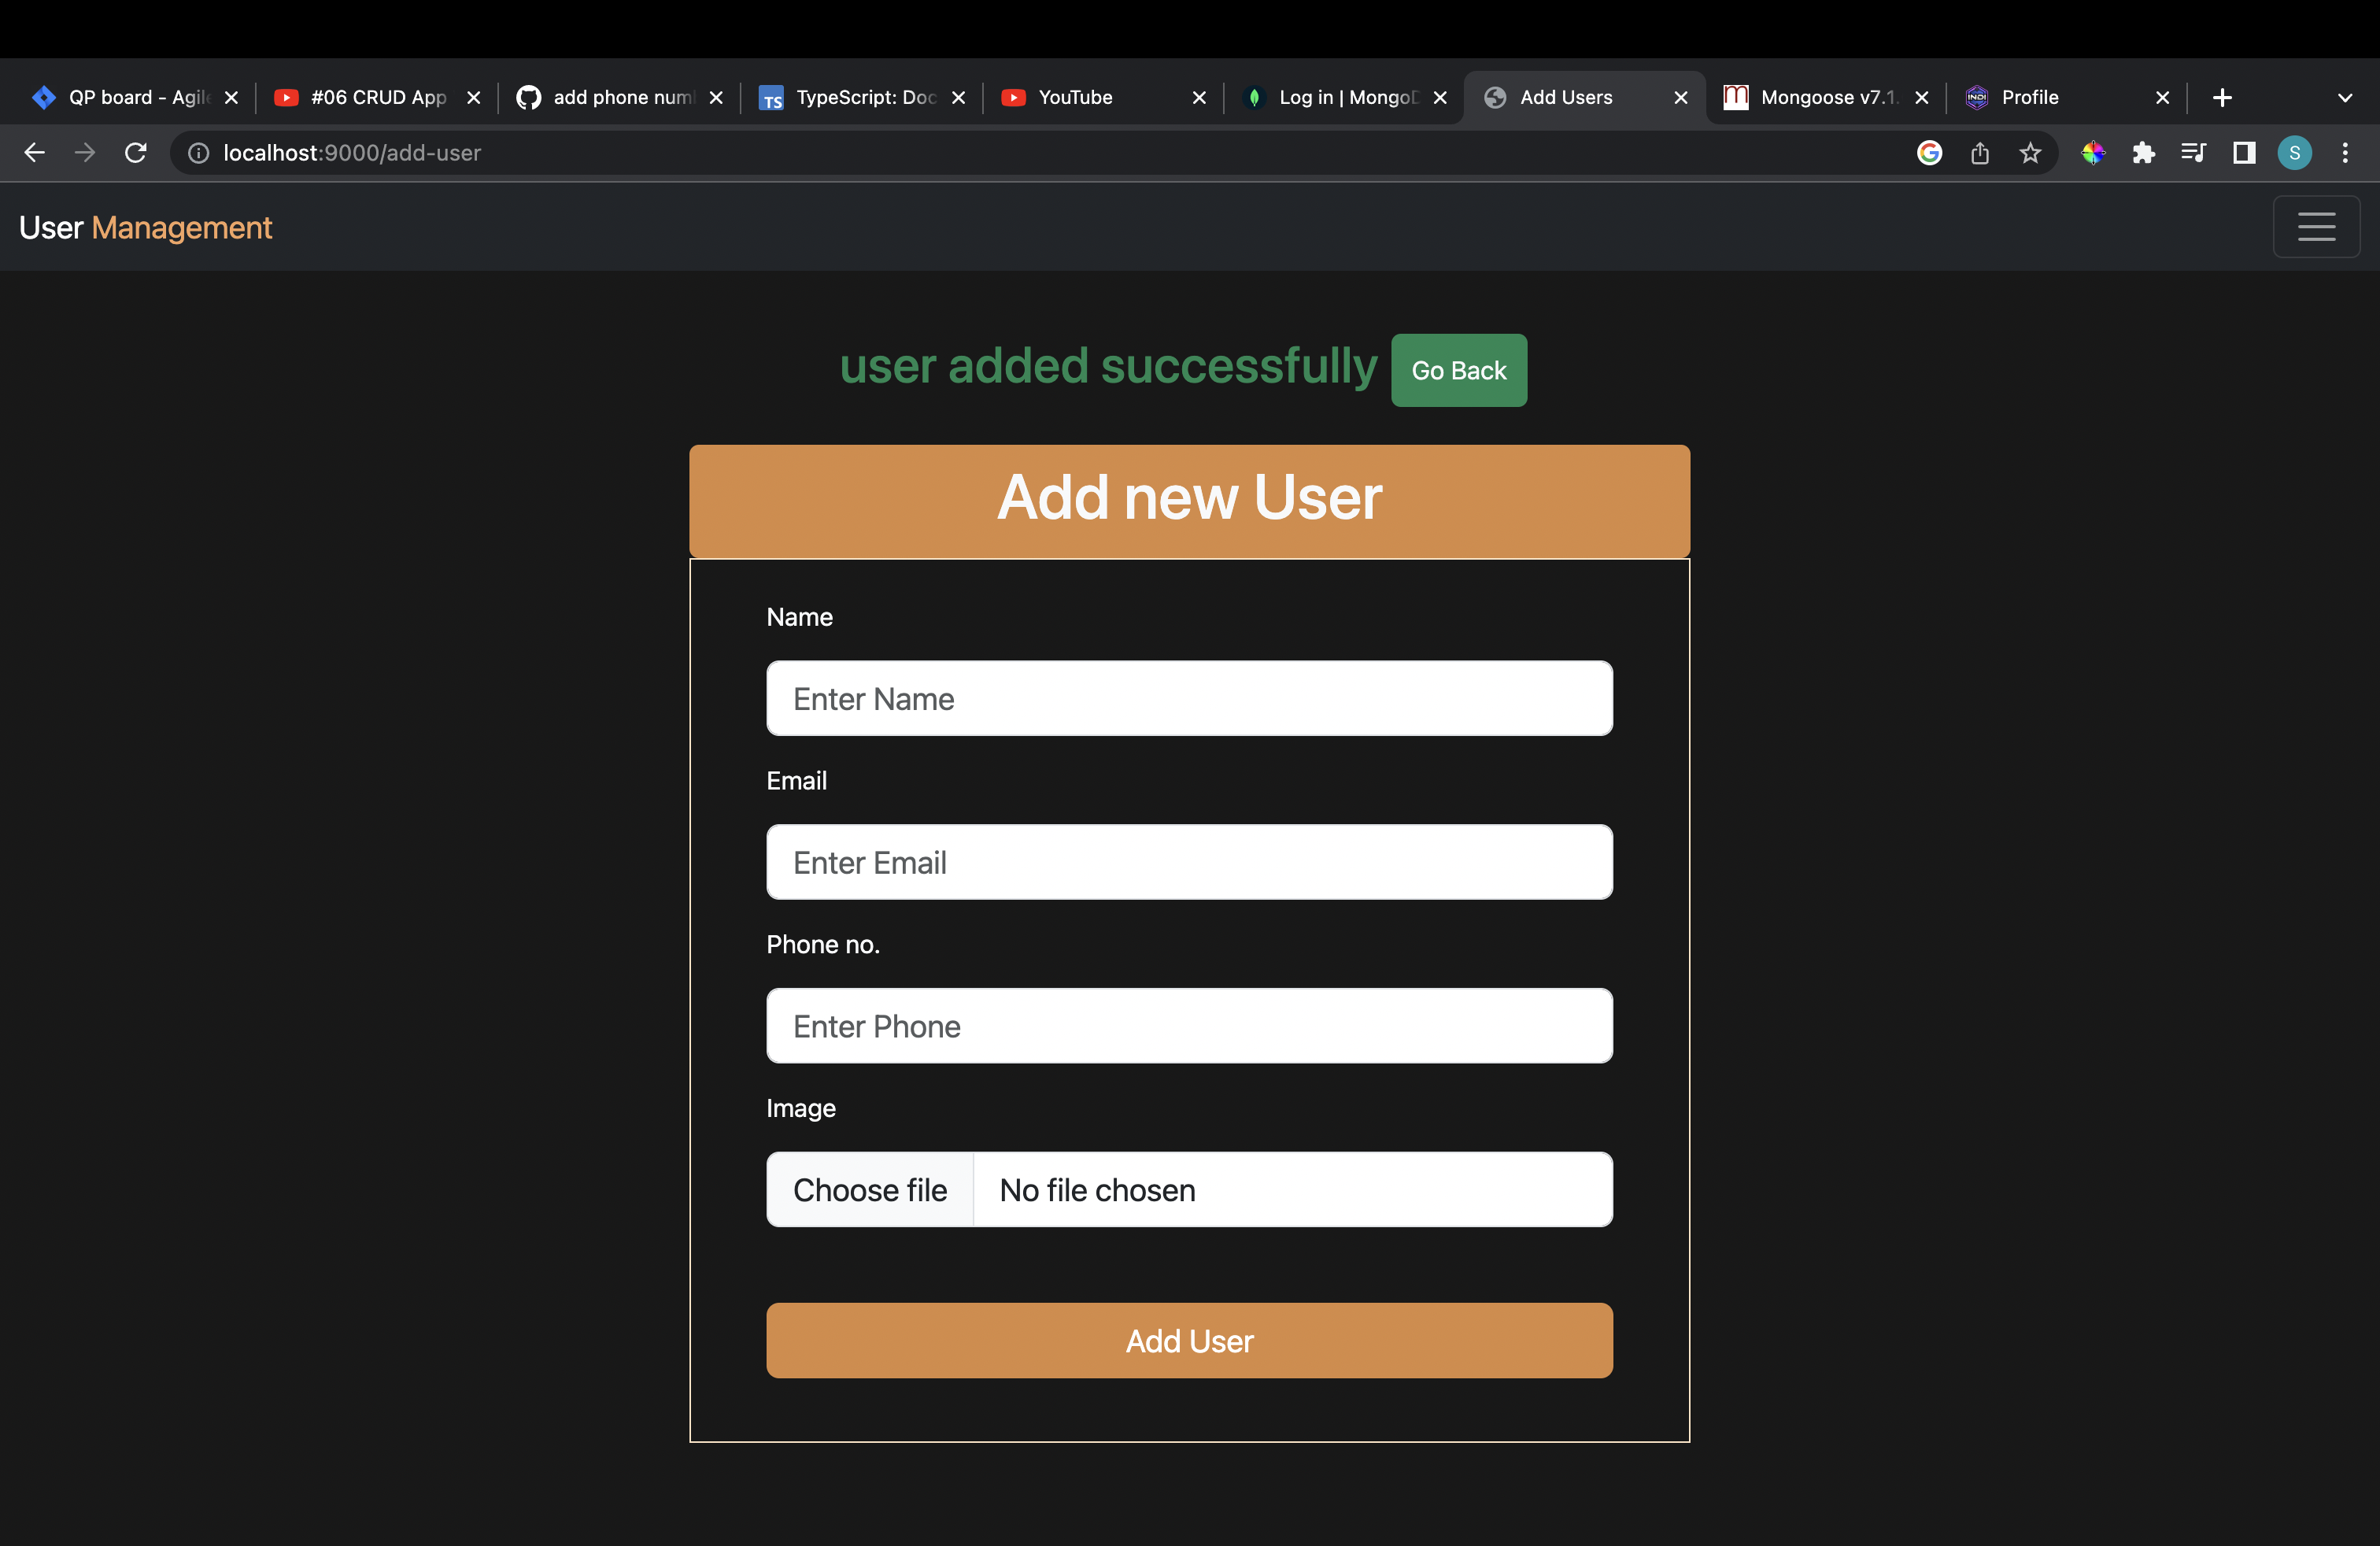 QP board - Agile
#06 CRUD App
add phone num
TypeScript: Doc
YouTube
Log in | MongoD
Add Users
Mongoose v7.1.
Profile
localhost:9000/add-user
S
User Management
user added successfully Go Back
Add new User
Name
Enter Name
Email
Enter Email
Phone no.
Enter Phone
Image
Choose file No file chosen
Add User